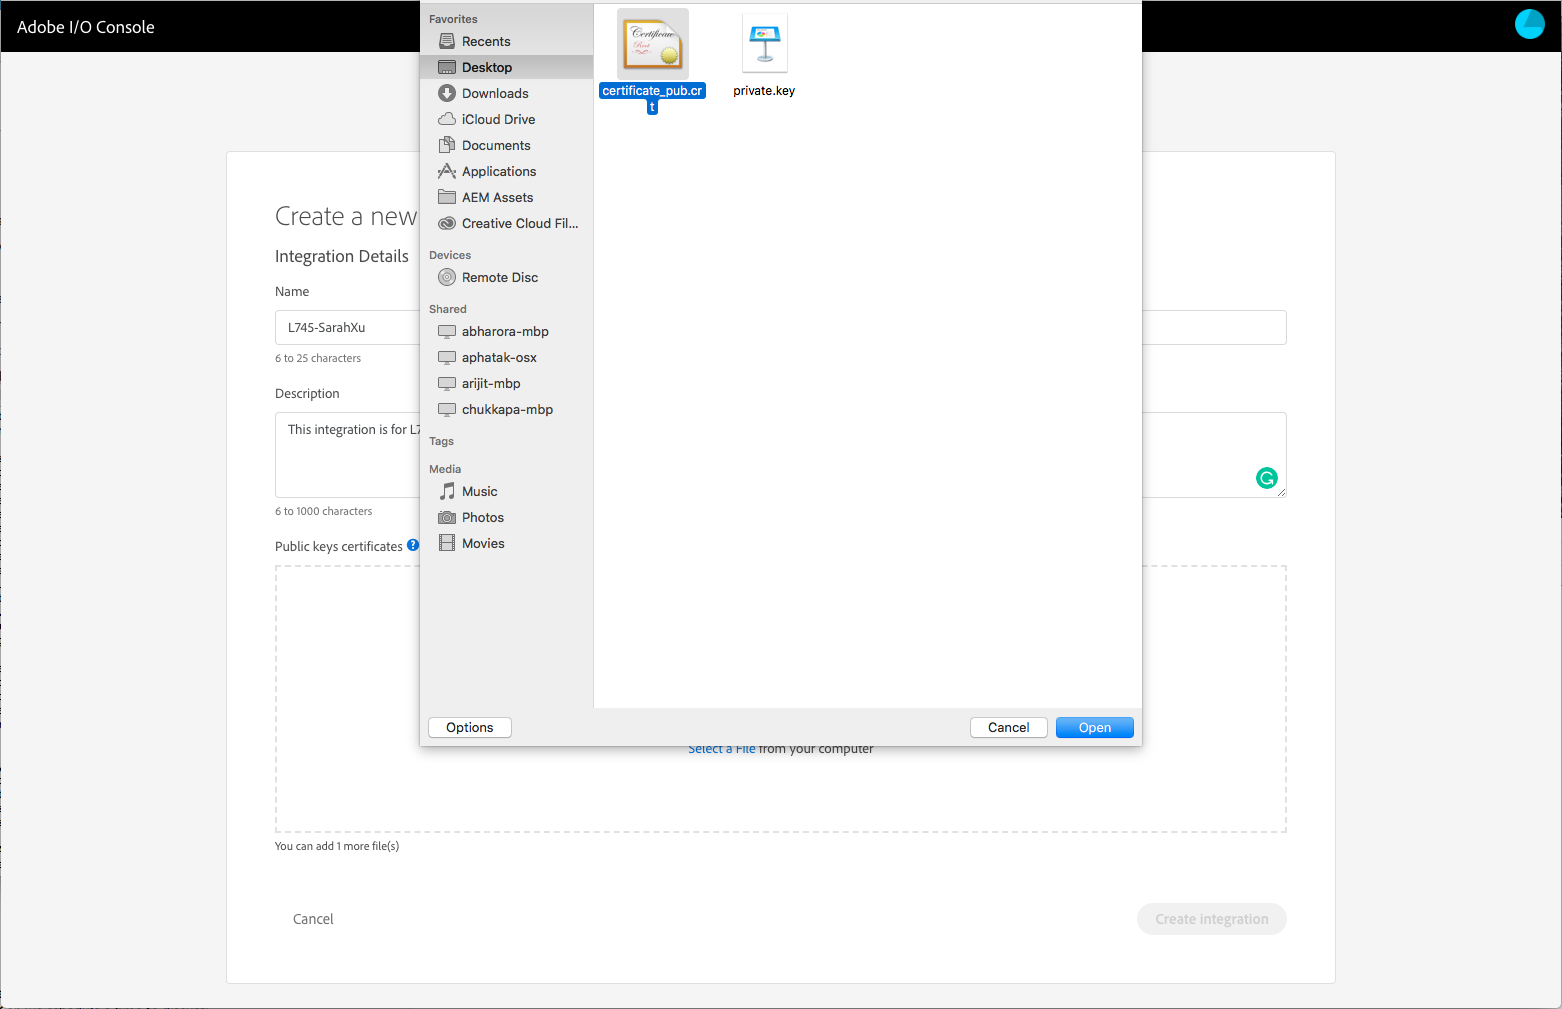 Adobe I/O Console
Favorites
Recents
Desktop
Downloads
iCloud Drive
Documents
Applications
AEM Assets
Creative Cloud Fil...
Devices
Remote Disc
Shared
abharora-mbp
aphatak-osx
arijit-mbp
chukkapa-mbp
Tags
Media
Music
Photos
Movies
Certificate
Root
certificate_pub.cr
t
private.key
Options
Cancel
Open
Create a new
Integration Details
Name
L745-SarahXu
6 to 25 characters
Description
This integration is for L7
6 to 1000 characters
Public keys certificates ?
Select a File from your computer
You can add 1 more file(s)
Cancel
Create integration